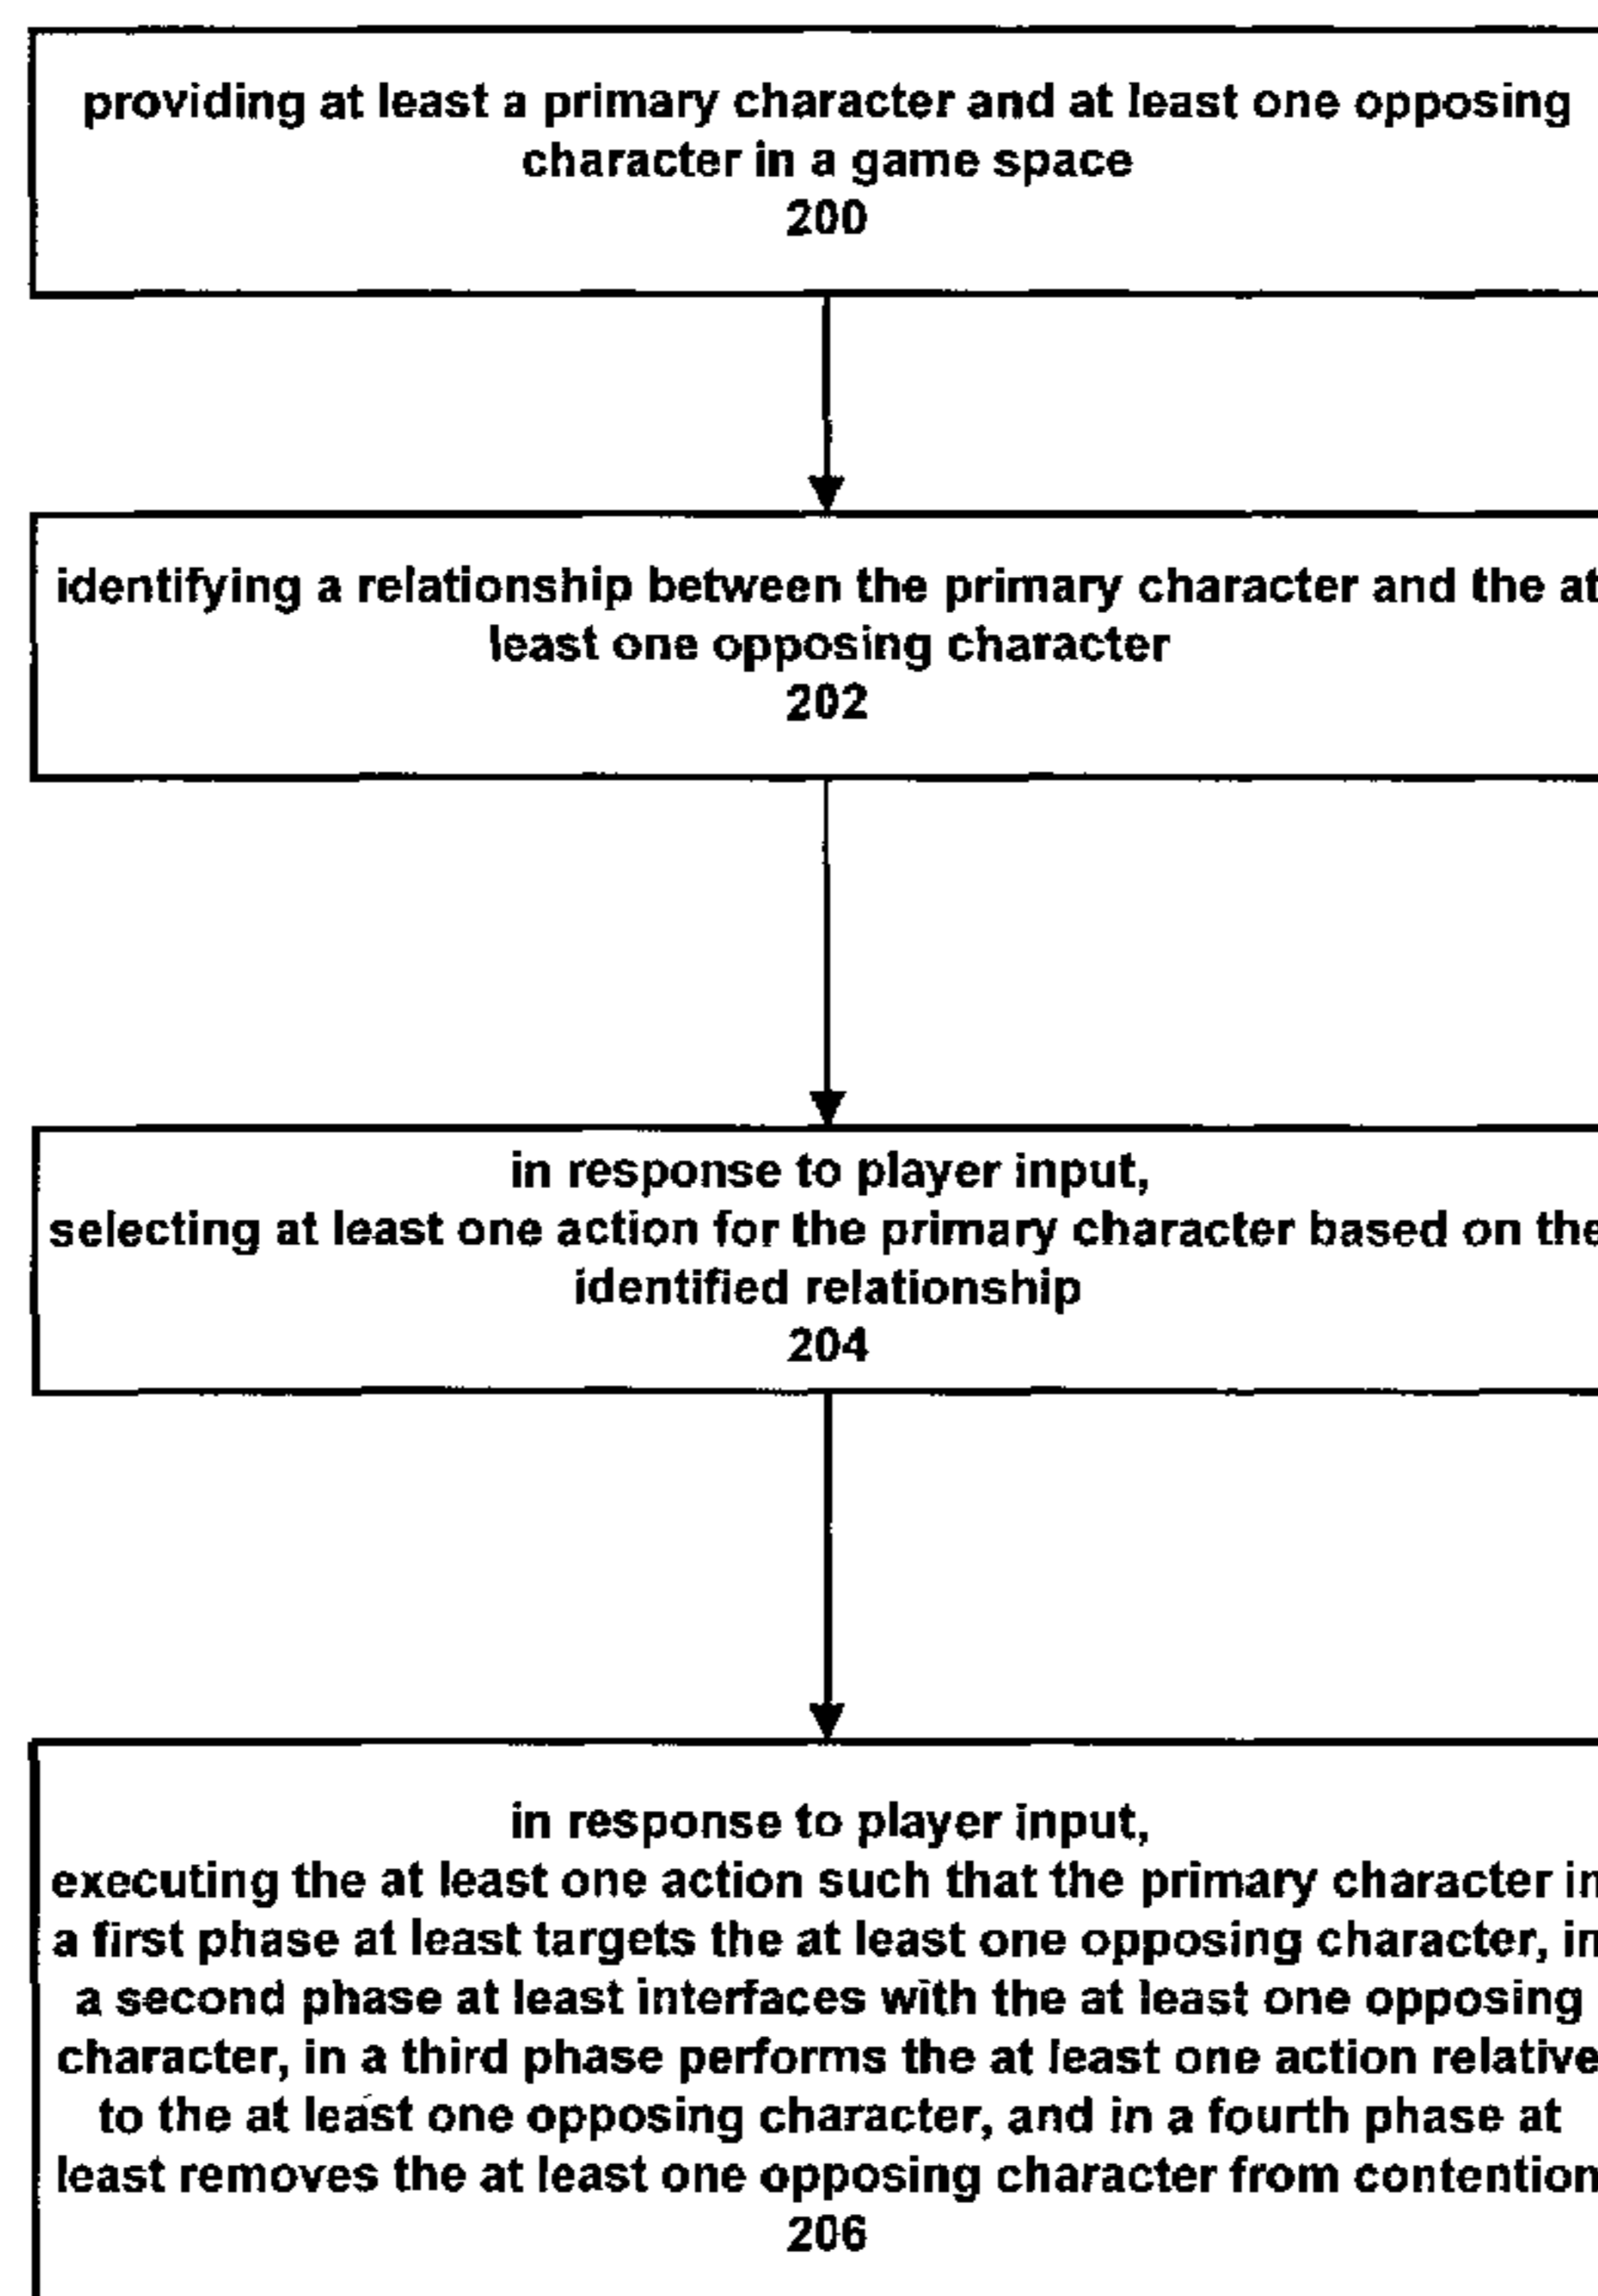 providing at least a primary character and at least one opposing
character in a game space
200
identifying a relationship between the primary character and the at
least one opposing character
202
in response to player input,
selecting at least one action for the primary character based on the
identified relationship
204
in response to player input,
executing the at least one action such that the primary character in
a first phase at least targets the at least one opposing character, in
a second phase at least interfaces with the at least one opposing
character, in a third phase performs the at least one action relative
to the at least one opposing character, and in a fourth phase at
least removes the at least one opposing character from contention
206